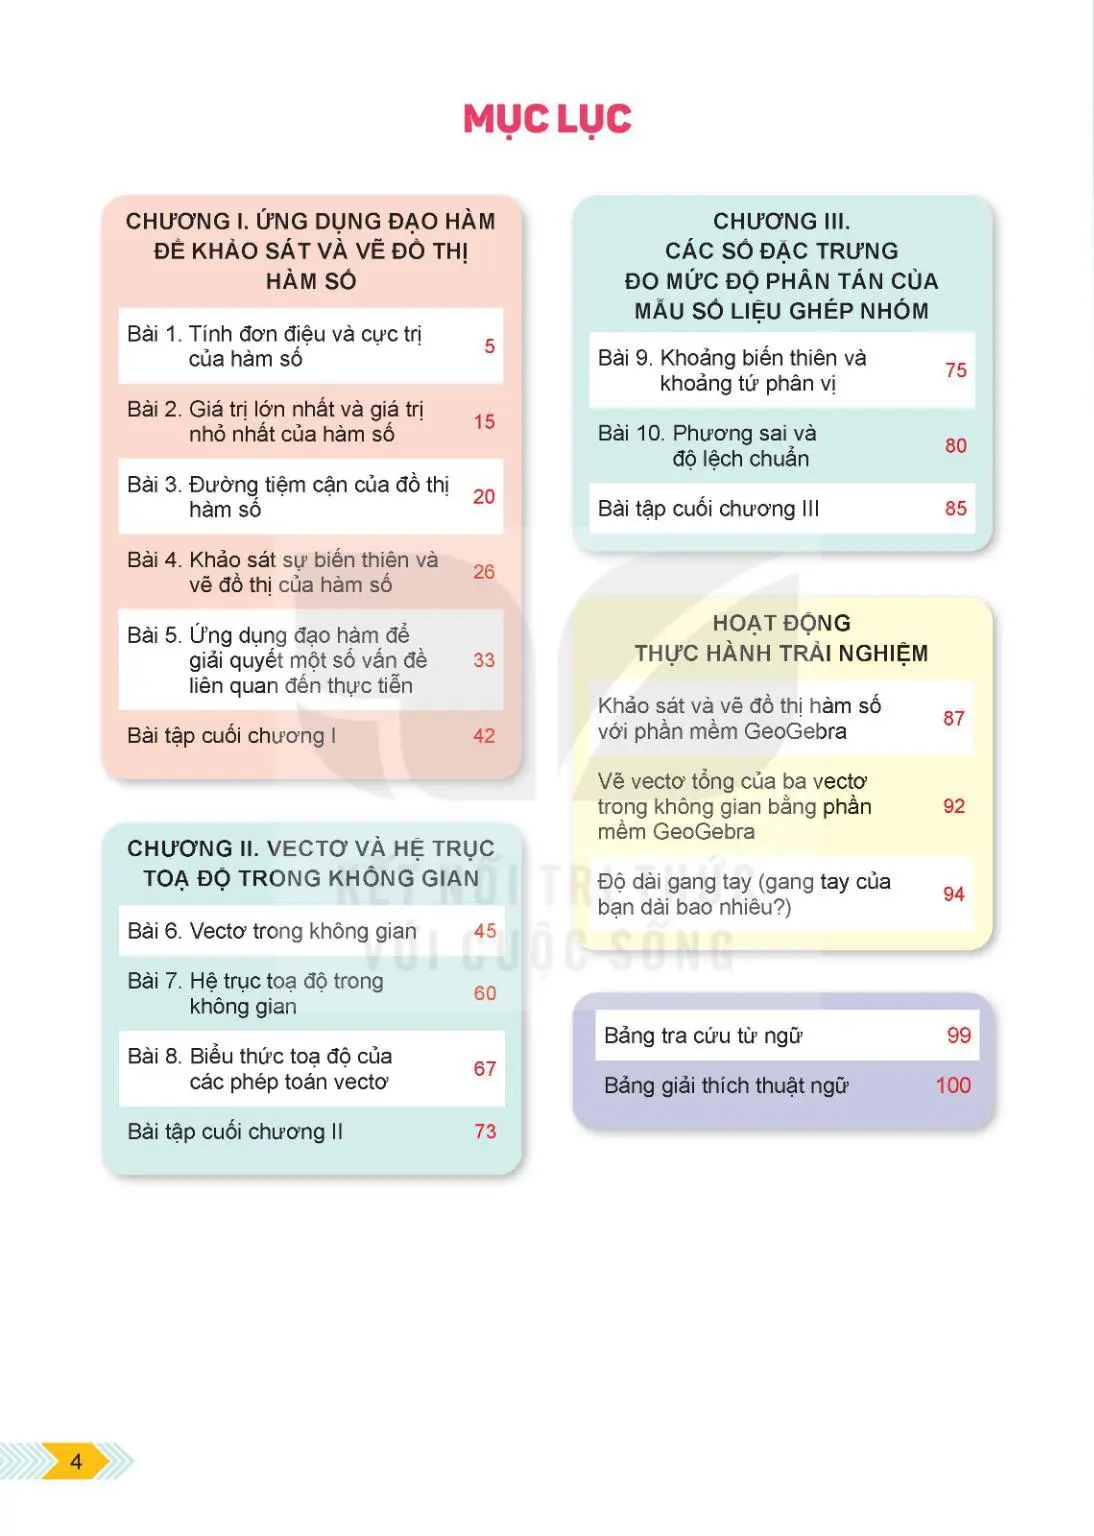 MỤC LỤC
CHƯƠNG I. ỨNG DỤNG ĐẠO HÀM
ĐỂ KHẢO SÁT VÀ VẼ ĐỒ THỊ
HÀM SỐ
Bài 1. Tính đơn điệu và cực trị
của hàm số 5
Bài 2. Giá trị lớn nhất và giá trị
nhỏ nhất của hàm số 15
Bài 3. Đường tiệm cận của đồ thị
hàm số 20
Bài 4. Khảo sát sự biến thiên và
vẽ đồ thị của hàm số 26
Bài 5. Ứng dụng đạo hàm để
giải quyết một số vấn đề 33
liên quan đến thực tiễn
Bài tập cuối chương I 42
CHƯƠNG II. VECTƠ VÀ HỆ TRỤC
TOẠ ĐỘ TRONG KHÔNG GIAN
Bài 6. Vectơ trong không gian 45
Bài 7. Hệ trục toạ độ trong
không gian 60
Bài 8. Biểu thức toạ độ của
các phép toán vectơ 67
Bài tập cuối chương II 73
CHƯƠNG III.
CÁC SỐ ĐẶC TRƯNG
ĐO MỨC ĐỘ PHÂN TÁN CỦA
MẪU SỐ LIỆU GHÉP NHÓM
Bài 9. Khoảng biến thiên và
khoảng tứ phân vị 75
Bài 10. Phương sai và
độ lệch chuẩn 80
Bài tập cuối chương III 85
HOẠT ĐỘNG
THỰC HÀNH TRẢI NGHIỆM
Khảo sát và vẽ đồ thị hàm số
với phần mềm GeoGebra 87
Vẽ vectơ tổng của ba vectơ
trong không gian bằng phần 92
mềm GeoGebra
Độ dài gang tay (gang tay của
bạn dài bao nhiêu?) 94
Bảng tra cứu từ ngữ 99
Bảng giải thích thuật ngữ 100
KẾT NỐI TRI THỨC
VỚI CUỘC SỐNG
4